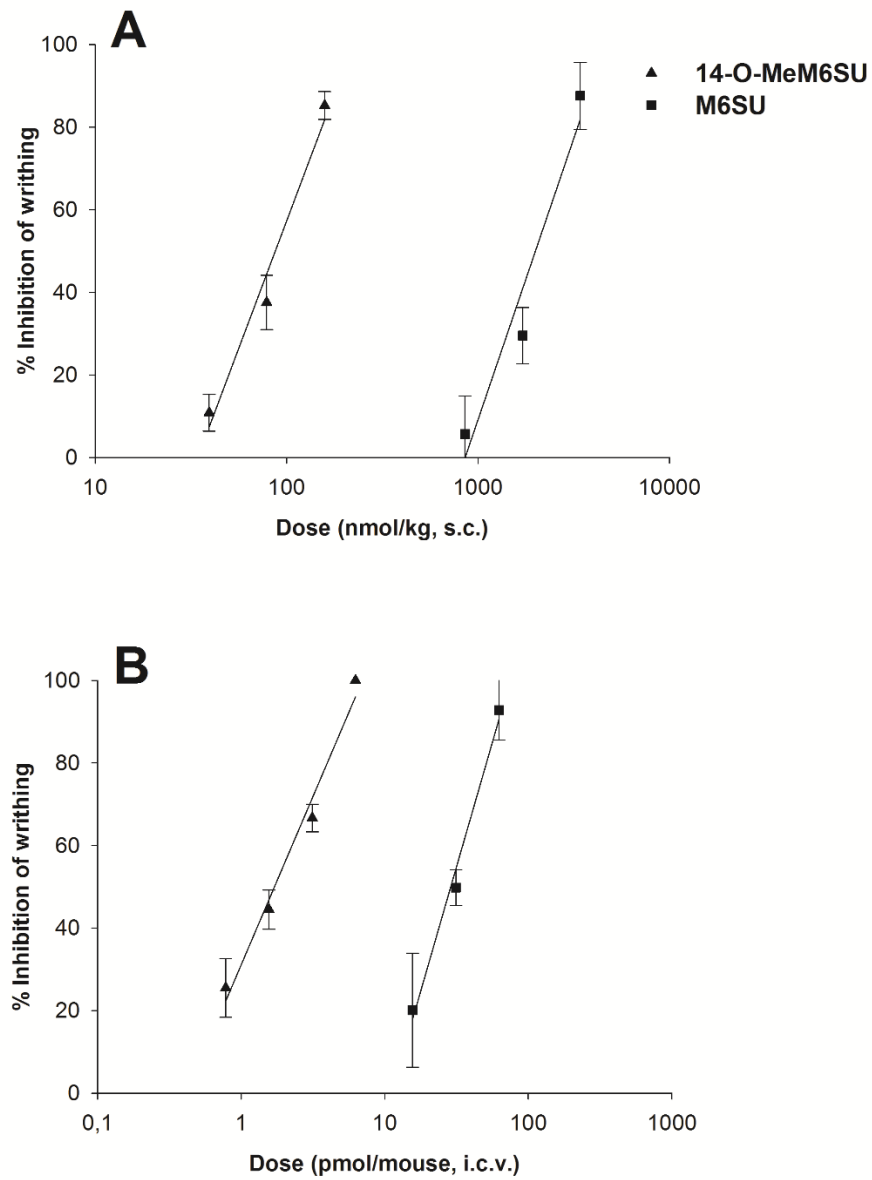 A
100
80
60
40
20
0
% Inhibition of writhing
10
100
1000
10000
Dose (nmol/kg, s.c.)
14-O-MeM6SU
M6SU
B
100
80
60
40
20
0
% Inhibition of writhing
0,1
1
10
100
1000
Dose (pmol/mouse, i.c.v.)